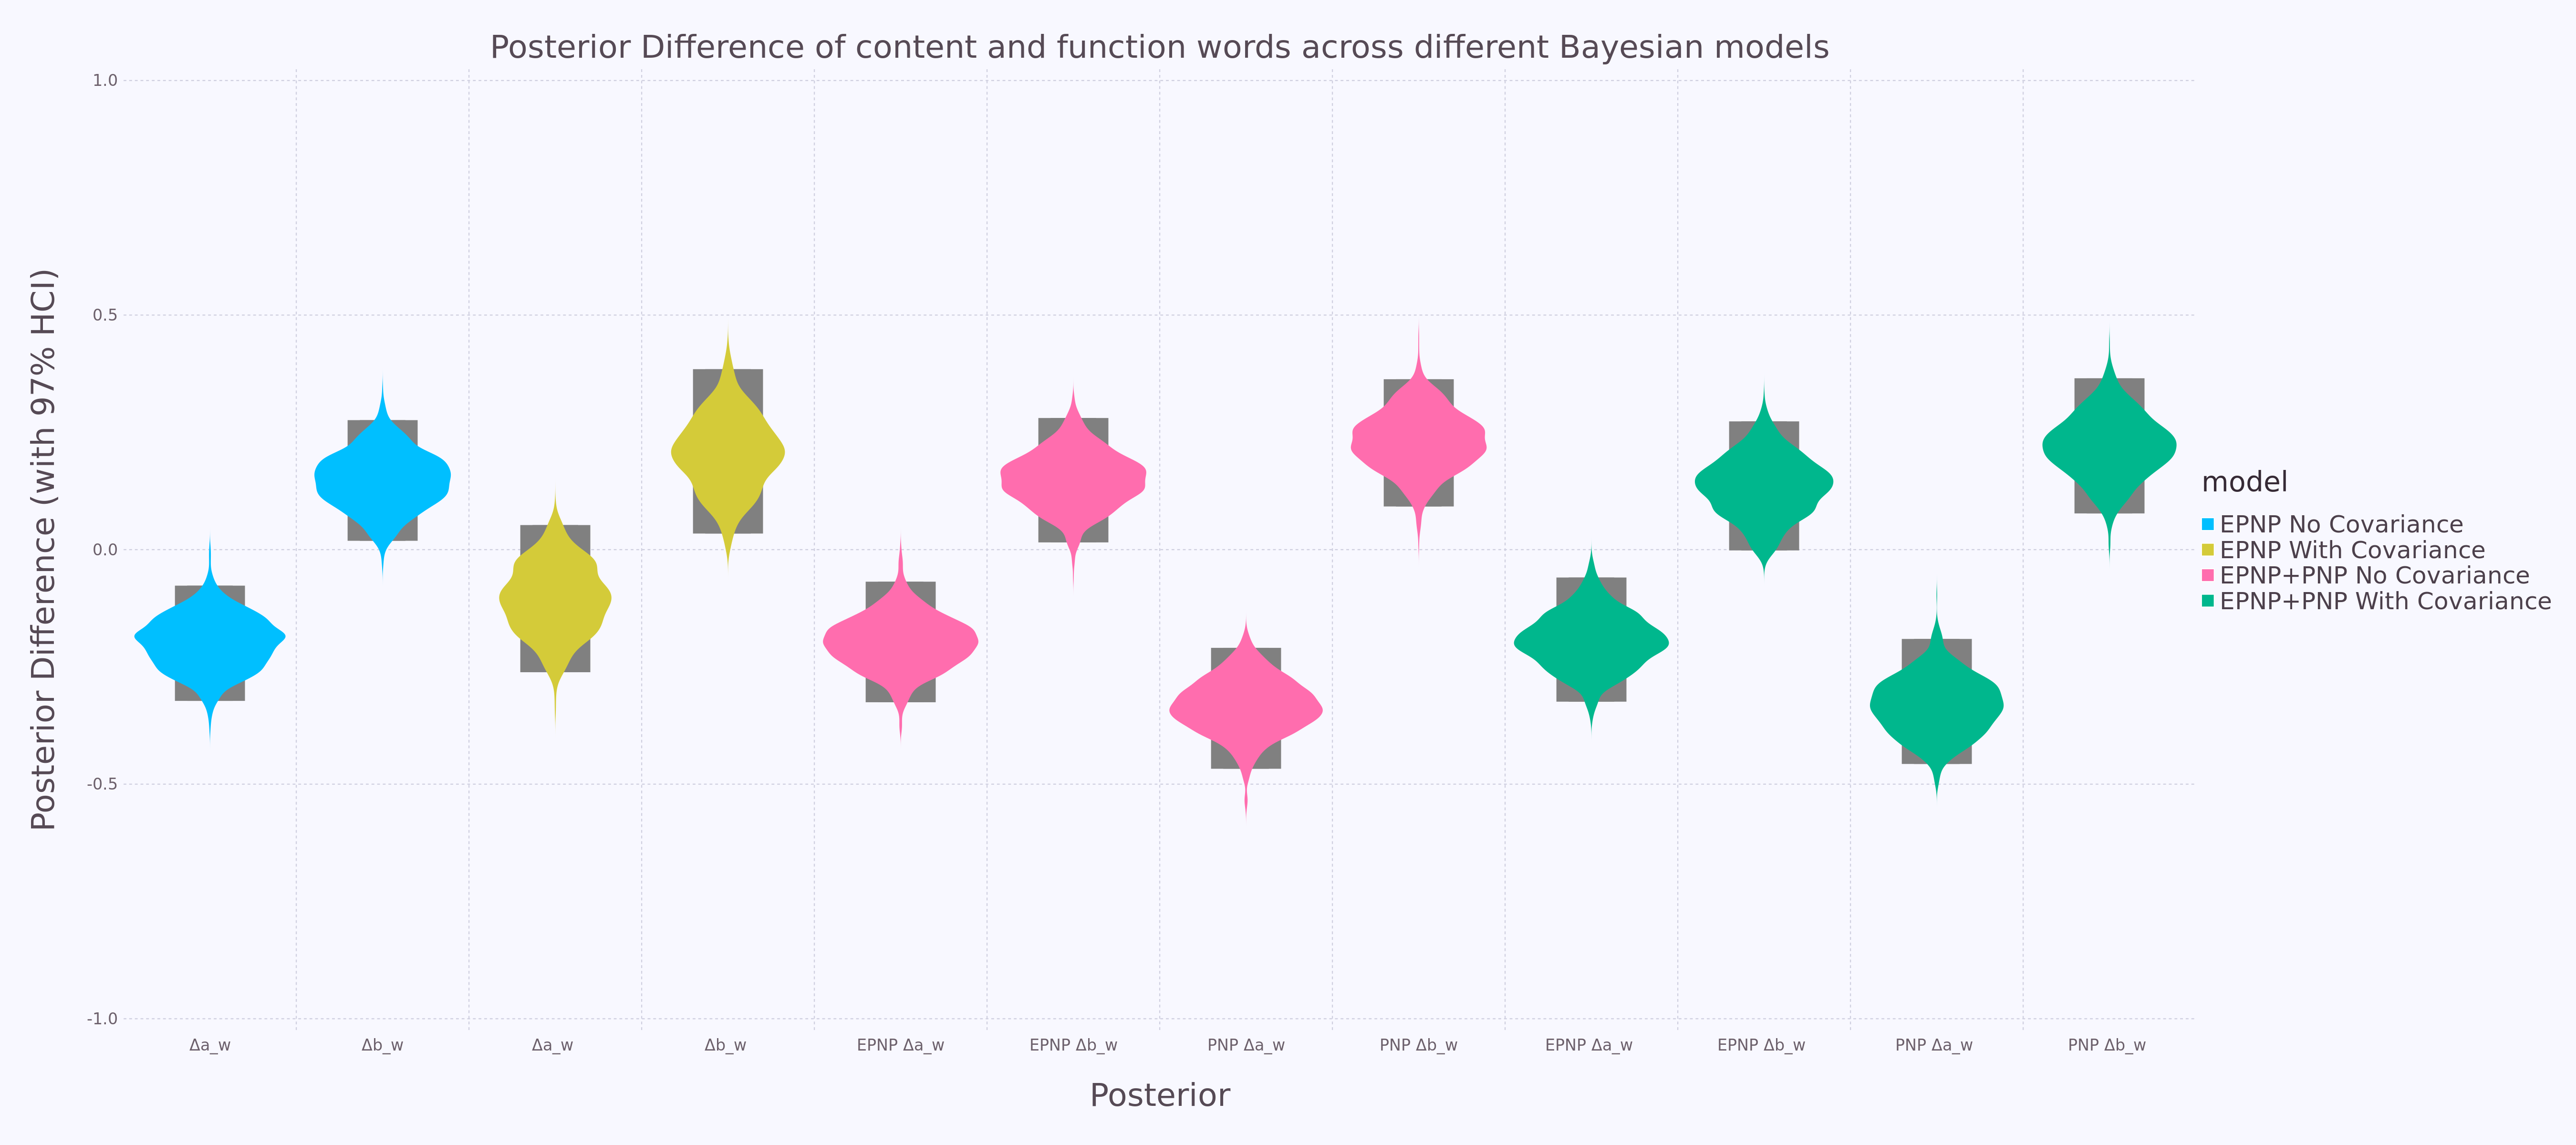 Posterior Difference of content and function words across different Bayesian models
Posterior Difference (with 97% HCI)
1.0
0.5
0.0
-0.5
-1.0
Δa_w Δb_w Δa_w Δb_w EPNP Δa_w EPNP Δb_w PNP Δa_w PNP Δb_w EPNP Δa_w EPNP Δb_w PNP Δa_w PNP Δb_w
Posterior
model
EPNP No Covariance
EPNP With Covariance
EPNP+PNP No Covariance
EPNP+PNP With Covariance